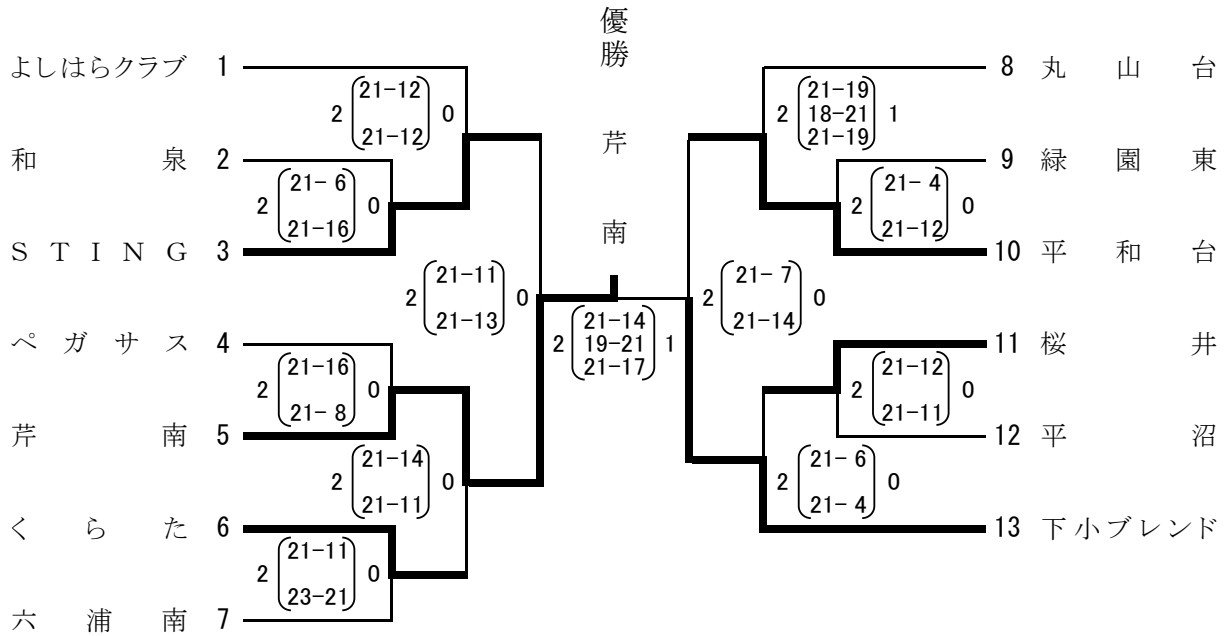 優勝 芹南
よしはらクラブ 1
2 21-12 0
21-12
和泉 2
2 21- 6 0
21-16
STING 3
2 21-11 0
21-13
ペガサス 4
2 21-16 0
21- 8
芹南 5
2 21-14 0
21-11
くらた 6
2 21-11 0
23-21
六浦南 7
2 21-14 1
19-21
21-17
8 丸山台
2 21-19 1
18-21
21-19
9 緑園東
2 21- 4 0
21-12
10 平和台
2 21- 7 0
21-14
11 桜井
2 21-12 0
21-11
12 平沼
2 21- 6 0
21- 4
13 下小ブレンド